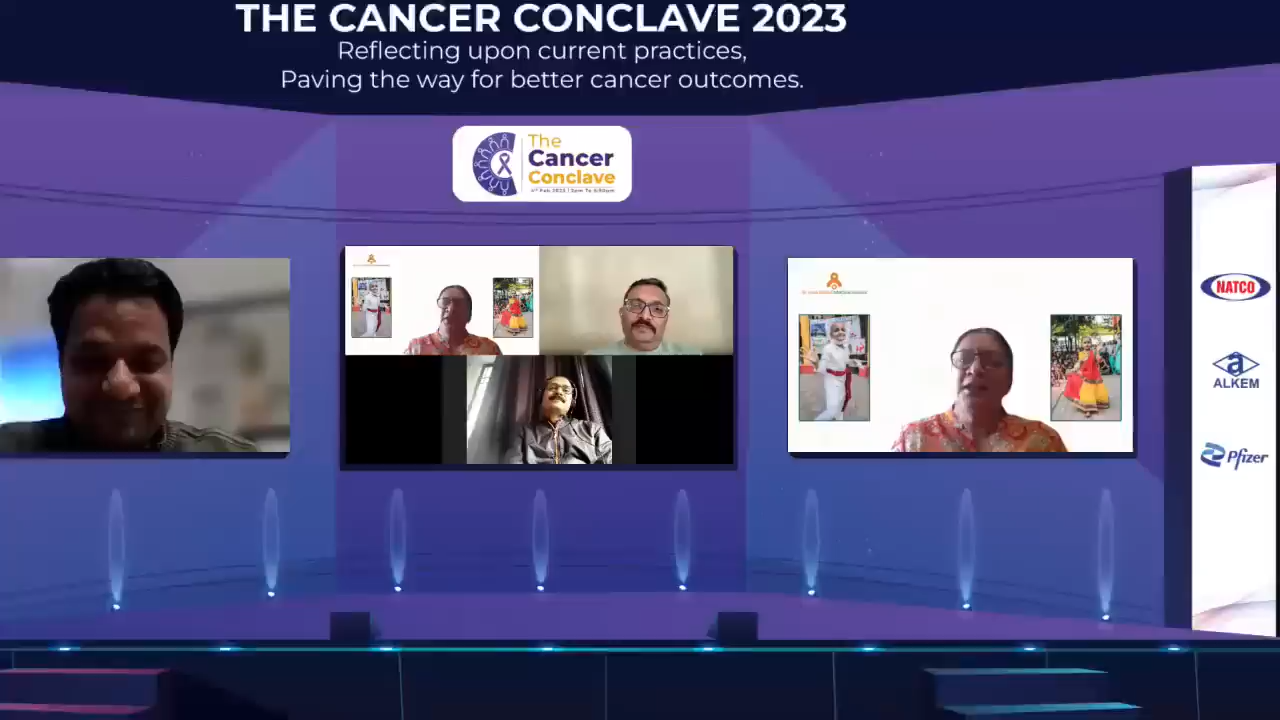 THE CANCER CONCLAVE 2023
Reflecting upon current practices,
Paving the way for better cancer outcomes.
The
Cancer
Conclave
NATCO
ALKEM
Pfizer